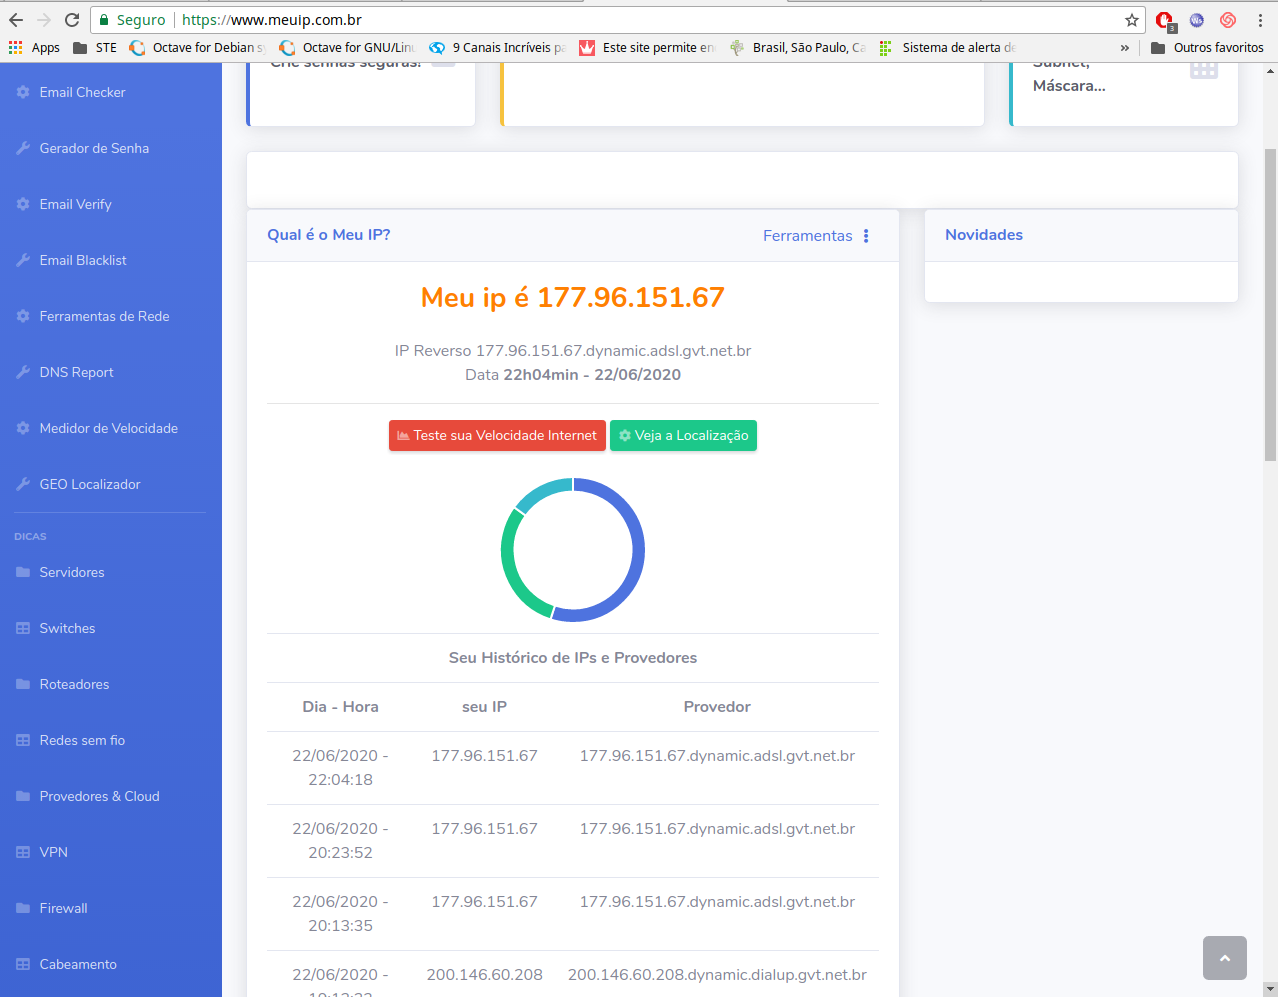 Seguro
https://www.meuip.com.br
3
Ws
Apps
STE
Octave for Debian sy
Octave for GNU/Linu
9 Canais Incríveis pa
Este site permite en
Brasil, São Paulo, Ca
Sistema de alerta de
»
Outros favoritos
Email Checker
Gerador de Senha
Email Verify
Email Blacklist
Ferramentas de Rede
DNS Report
Medidor de Velocidade
GEO Localizador
DICAS
Servidores
Switches
Roteadores
Redes sem fio
Provedores & Cloud
VPN
Firewall
Cabeamento
Crie senhas seguras!
Subnet,
Máscara...
Qual é o Meu IP?
Ferramentas
Novidades
Meu ip é 177.96.151.67
IP Reverso 177.96.151.67.dynamic.adsl.gvt.net.br
Data 22h04min - 22/06/2020
Teste sua Velocidade Internet
Veja a Localização
Seu Histórico de IPs e Provedores
Dia - Hora seu IP Provedor
22/06/2020 - 177.96.151.67 177.96.151.67.dynamic.adsl.gvt.net.br
22:04:18
22/06/2020 - 177.96.151.67 177.96.151.67.dynamic.adsl.gvt.net.br
20:23:52
22/06/2020 - 177.96.151.67 177.96.151.67.dynamic.adsl.gvt.net.br
20:13:35
22/06/2020 - 200.146.60.208 200.146.60.208.dynamic.dialup.gvt.net.br